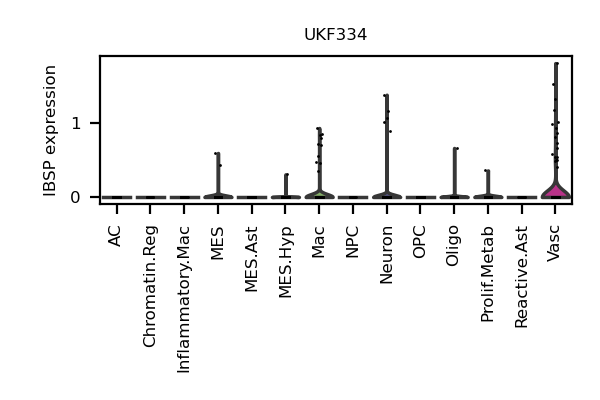 UKF334
IBSP expression
1
0
AC
Chromatin.Reg
Inflammatory.Mac
MES
MES.Ast
MES.Hyp
Mac
NPC
Neuron
OPC
Oligo
Prolif.Metab
Reactive.Ast
Vasc